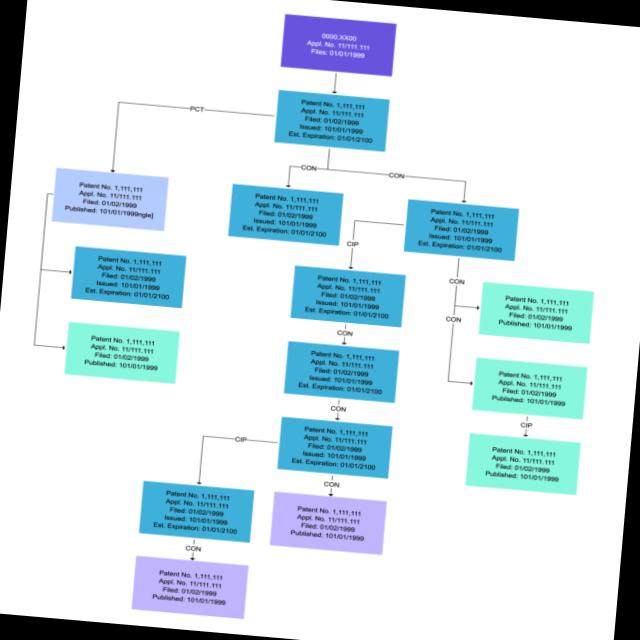 0000.XX00
Appl. No. 11/111.111
Files: 01/01/1999
Patent No. 1,111,111
Appl. No. 11/111.111
Filed: 01/02/1999
Issued: 101/01/1999
Est. Expiration: 01/01/2100
PCT
CON
CON
Patent No. 1,111,111
Appl. No. 11/111.111
Filed: 01/02/1999
Published: 101/01/1999ngle]
Patent No. 1,111,111
Appl. No. 11/111.111
Filed: 01/02/1999
Issued: 101/01/1999
Est. Expiration: 01/01/2100
Patent No. 1,111,111
Appl. No. 11/111.111
Filed: 01/02/1999
Issued: 101/01/1999
Est. Expiration: 01/01/2100
CIP
CON
CON
Patent No. 1,111,111
Appl. No. 11/111.111
Filed: 01/02/1999
Issued: 101/01/1999
Est. Expiration: 01/01/2100
Patent No. 1,111,111
Appl. No. 11/111.111
Filed: 01/02/1999
Issued: 101/01/1999
Est. Expiration: 01/01/2100
Patent No. 1,111,111
Appl. No. 11/111.111
Filed: 01/02/1999
Published: 101/01/1999
CON
Patent No. 1,111,111
Appl. No. 11/111.111
Filed: 01/02/1999
Published: 101/01/1999
Patent No. 1,111,111
Appl. No. 11/111.111
Filed: 01/02/1999
Issued: 101/01/1999
Est. Expiration: 01/01/2100
Patent No. 1,111,111
Appl. No. 11/111.111
Filed: 01/02/1999
Published: 101/01/1999
CON
CIP
CIP
Patent No. 1,111,111
Appl. No. 11/111.111
Filed: 01/02/1999
Issued: 101/01/1999
Est. Expiration: 01/01/2100
Patent No. 1,111,111
Appl. No. 11/111.111
Filed: 01/02/1999
Published: 101/01/1999
CON
Patent No. 1,111,111
Appl. No. 11/111.111
Filed: 01/02/1999
Issued: 101/01/1999
Est. Expiration: 01/01/2100
Patent No. 1,111,111
Appl. No. 11/111.111
Filed: 01/02/1999
Published: 101/01/1999
CON
Patent No. 1,111,111
Appl. No. 11/111.111
Filed: 01/02/1999
Published: 101/01/1999